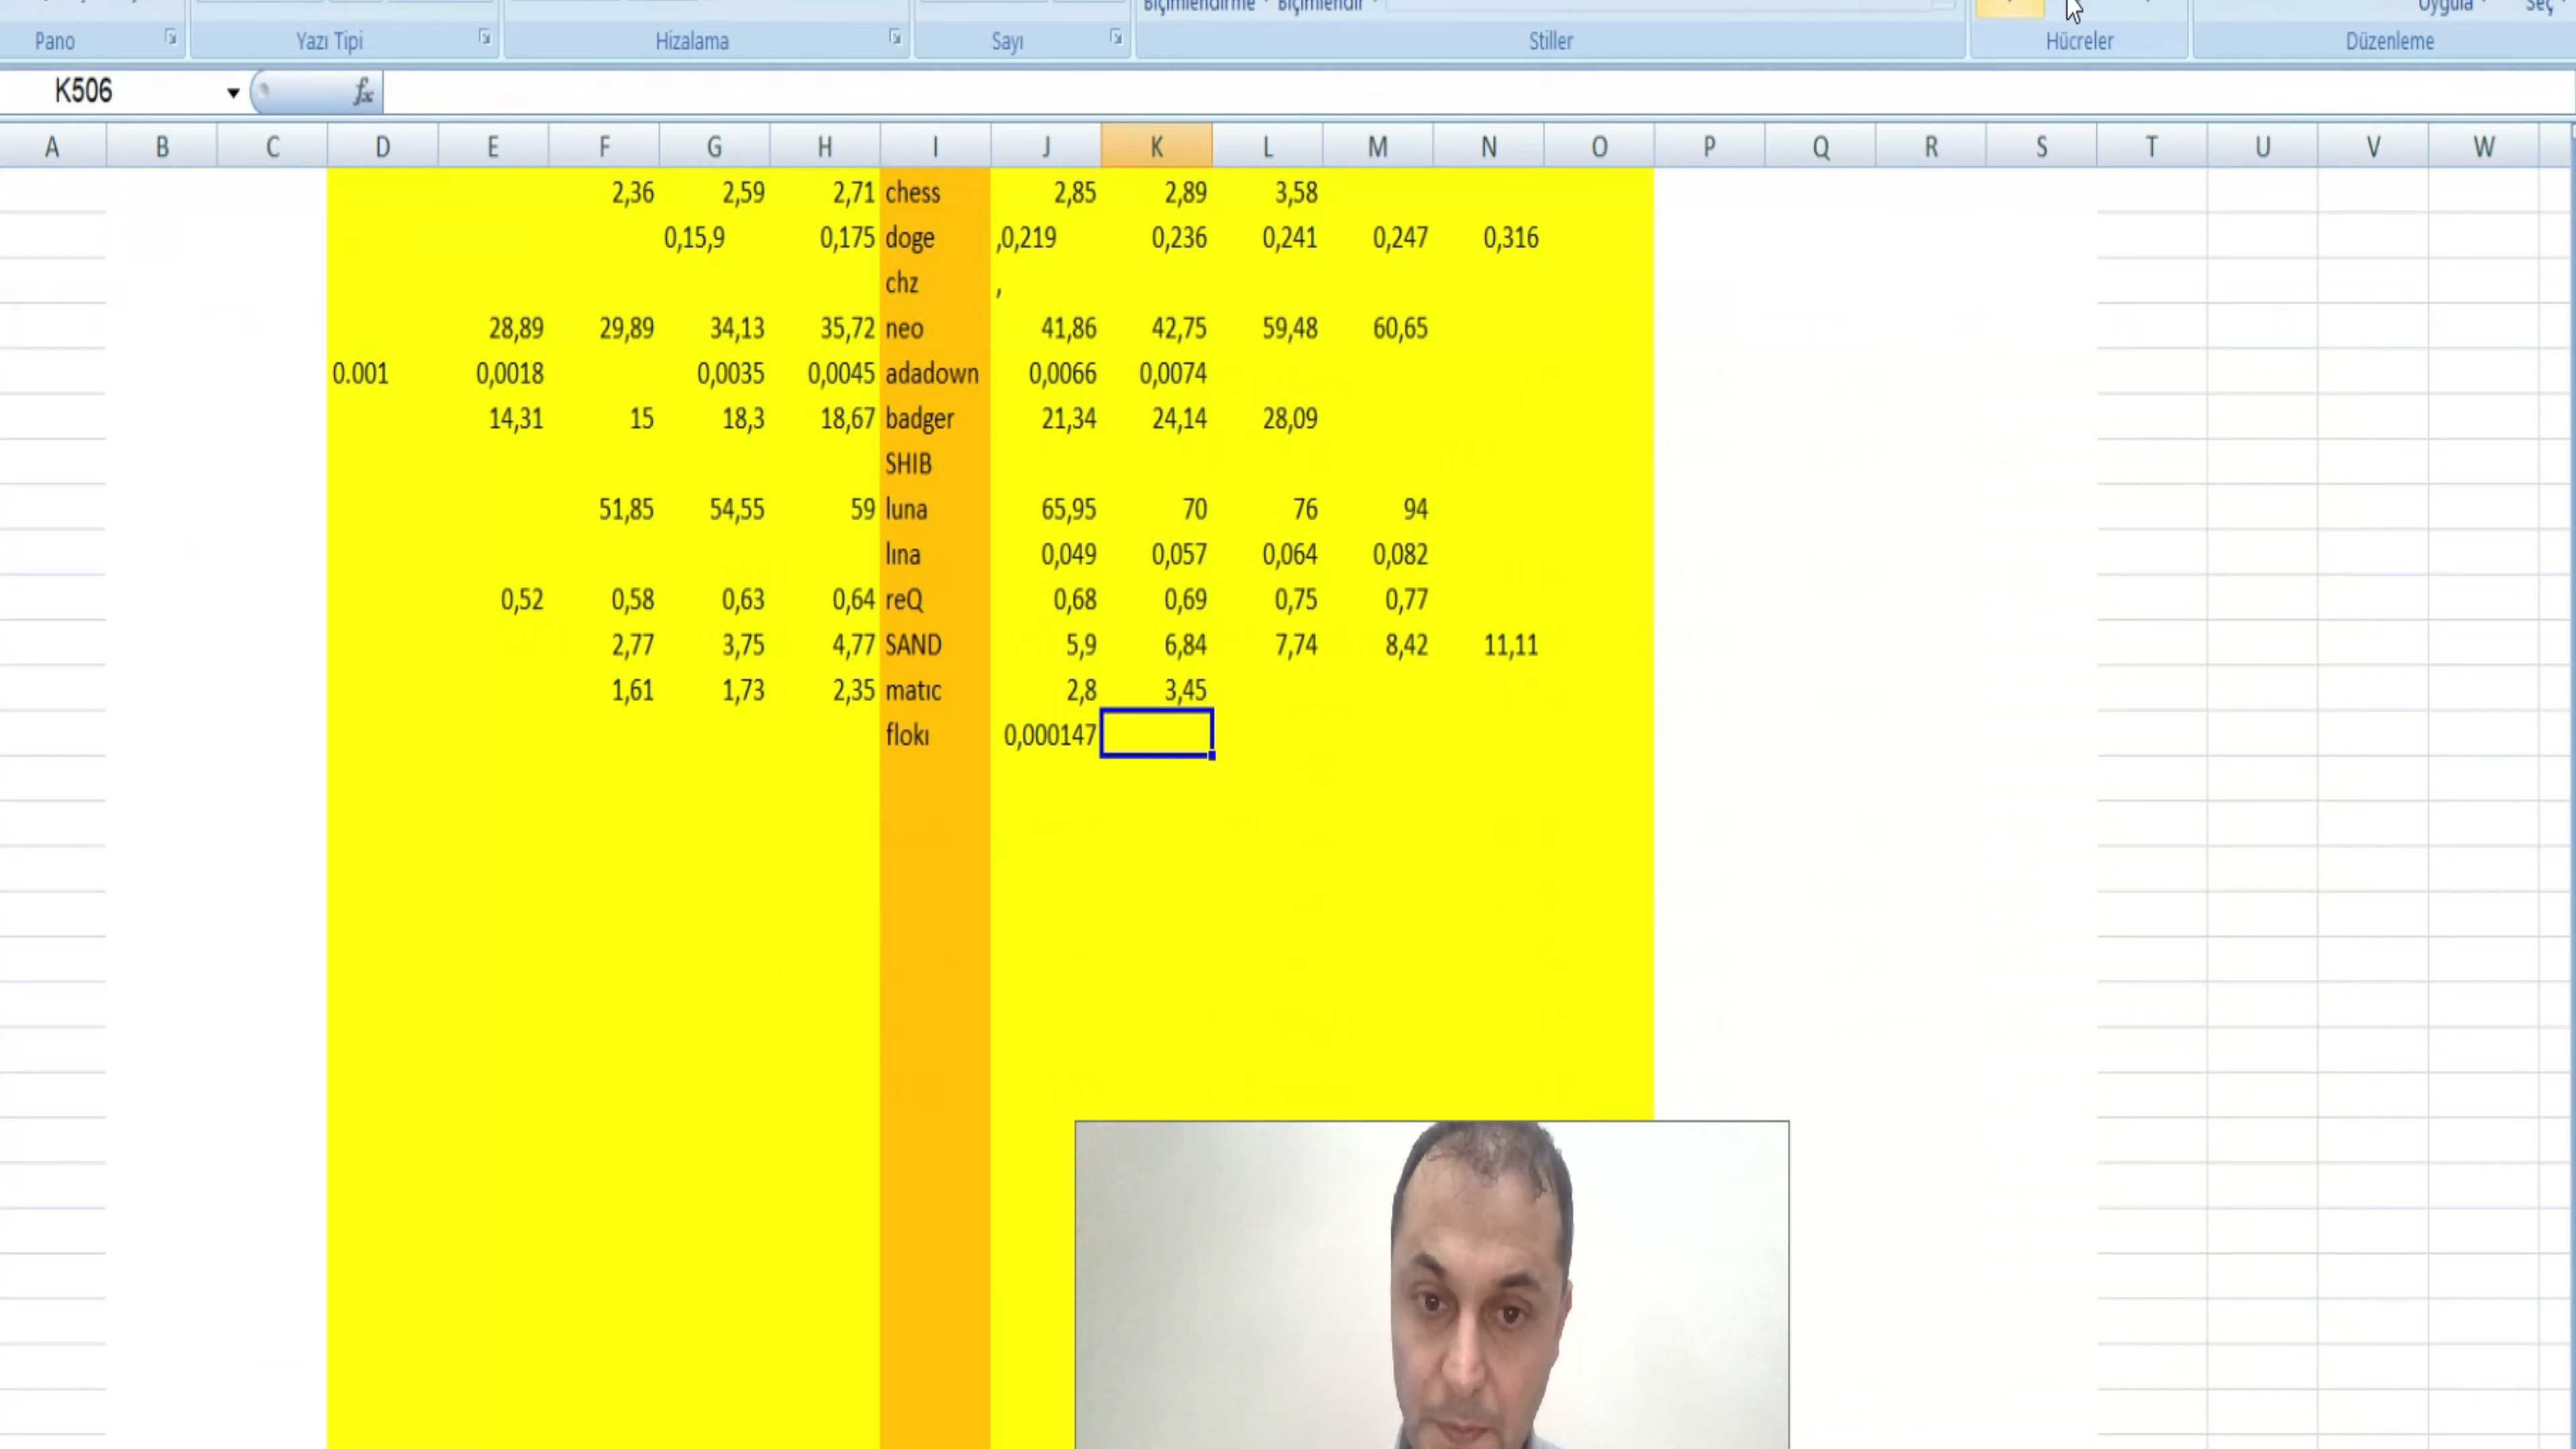 Biçimlendirme Biçimlendir Uygula Seç
Pano Yazı Tipi Hizalama Sayı Stiller Hücreler Düzenleme
K506 fx
A B C D E F G H I J K L M N O P Q R S T U V W
2,36 2,59 2,71 chess 2,85 2,89 3,58
0,15,9 0,175 doge ,0,219 0,236 0,241 0,247 0,316
chz ,
28,89 29,89 34,13 35,72 neo 41,86 42,75 59,48 60,65
0.001 0,0018 0,0035 0,0045 adadown 0,0066 0,0074
14,31 15 18,3 18,67 badger 21,34 24,14 28,09
SHIB
51,85 54,55 59 luna 65,95 70 76 94
lına 0,049 0,057 0,064 0,082
0,52 0,58 0,63 0,64 reQ 0,68 0,69 0,75 0,77
2,77 3,75 4,77 SAND 5,9 6,84 7,74 8,42 11,11
1,61 1,73 2,35 matıc 2,8 3,45
flokı 0,000147